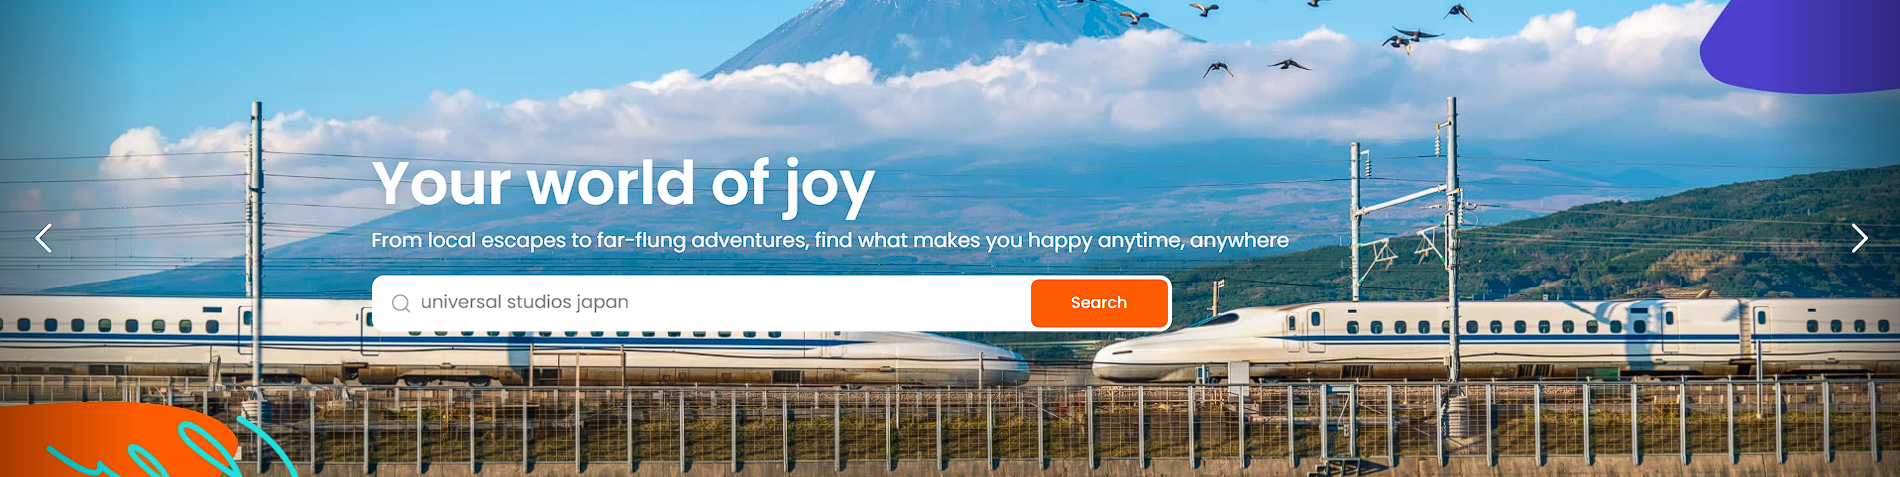 Your world of joy
From local escapes to far-flung adventures, find what makes you happy anytime, anywhere
universal studios japan
Search